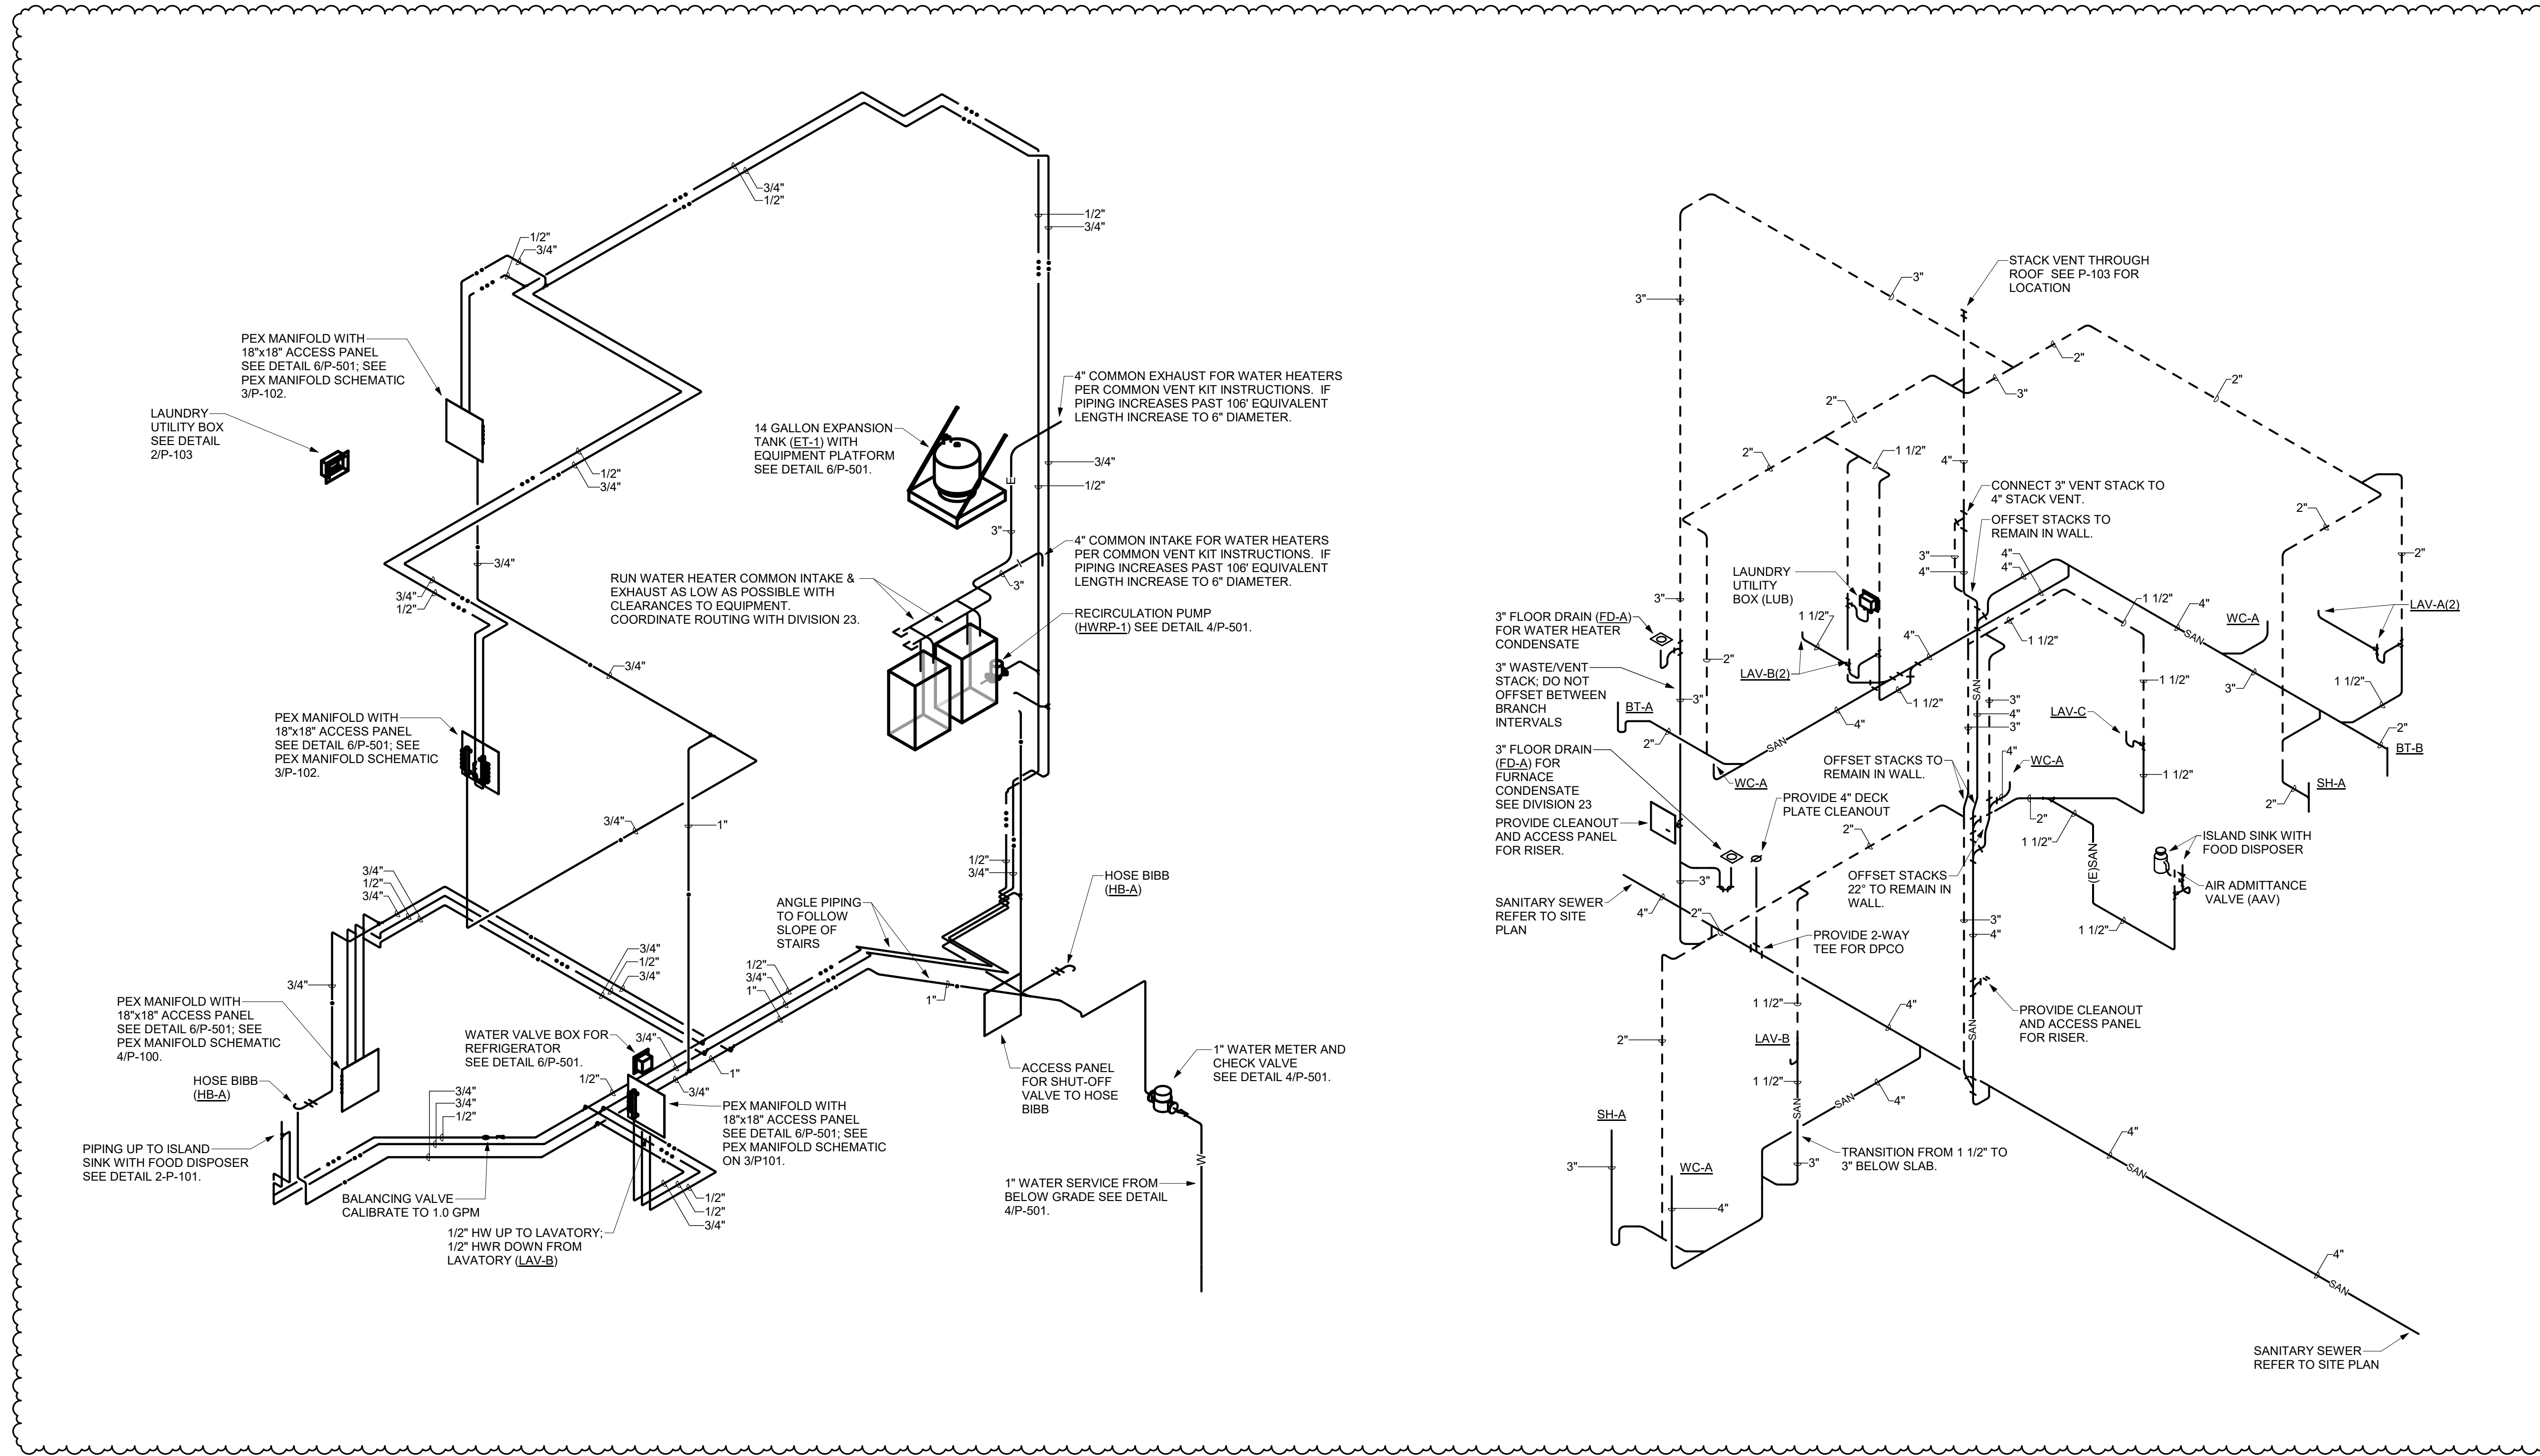 3/4"
1/2"
1/2"
3/4"
1/2"
3/4"
PEX MANIFOLD WITH
18"x18" ACCESS PANEL
SEE DETAIL 6/P-501; SEE
PEX MANIFOLD SCHEMATIC
3/P-102.
LAUNDRY
UTILITY BOX
SEE DETAIL
2/P-103
4" COMMON EXHAUST FOR WATER HEATERS
PER COMMON VENT KIT INSTRUCTIONS. IF
PIPING INCREASES PAST 106' EQUIVALENT
LENGTH INCREASE TO 6" DIAMETER.
14 GALLON EXPANSION
TANK (ET-1) WITH
EQUIPMENT PLATFORM
SEE DETAIL 6/P-501.
3/4"
1/2"
E
3"
1/2"
3/4"
3/4"
3/4"
1/2"
4" COMMON INTAKE FOR WATER HEATERS
PER COMMON VENT KIT INSTRUCTIONS. IF
PIPING INCREASES PAST 106' EQUIVALENT
LENGTH INCREASE TO 6" DIAMETER.
3"
RUN WATER HEATER COMMON INTAKE &
EXHAUST AS LOW AS POSSIBLE WITH
CLEARANCES TO EQUIPMENT.
COORDINATE ROUTING WITH DIVISION 23.
RECIRCULATION PUMP
(HWRP-1) SEE DETAIL 4/P-501.
3/4"
PEX MANIFOLD WITH
18"x18" ACCESS PANEL
SEE DETAIL 6/P-501; SEE
PEX MANIFOLD SCHEMATIC
3/P-102.
3/4"
1"
1/2"
3/4"
HOSE BIBB
(HB-A)
3/4"
1/2"
3/4"
ANGLE PIPING
TO FOLLOW
SLOPE OF
STAIRS
3/4"
1/2"
3/4"
1/2"
3/4"
1"
1"
3/4"
PEX MANIFOLD WITH
18"x18" ACCESS PANEL
SEE DETAIL 6/P-501; SEE
PEX MANIFOLD SCHEMATIC
4/P-100.
WATER VALVE BOX FOR
REFRIGERATOR
SEE DETAIL 6/P-501.
3/4"
1"
1/2"
3/4"
HOSE BIBB
(HB-A)
3/4"
3/4"
1/2"
ACCESS PANEL
FOR SHUT-OFF
VALVE TO HOSE
BIBB
1" WATER METER AND
CHECK VALVE
SEE DETAIL 4/P-501.
PEX MANIFOLD WITH
18"x18" ACCESS PANEL
SEE DETAIL 6/P-501; SEE
PEX MANIFOLD SCHEMATIC
ON 3/P101.
PIPING UP TO ISLAND
SINK WITH FOOD DISPOSER
SEE DETAIL 2-P-101.
BALANCING VALVE
CALIBRATE TO 1.0 GPM
1/2"
1/2"
3/4"
1/2" HW UP TO LAVATORY;
1/2" HWR DOWN FROM
LAVATORY (LAV-B)
W
1" WATER SERVICE FROM
BELOW GRADE SEE DETAIL
4/P-501.
STACK VENT THROUGH
ROOF SEE P-103 FOR
LOCATION
3"
3"
2"
3"
2"
2"
2"
1 1/2"
4"
CONNECT 3" VENT STACK TO
4" STACK VENT.
OFFSET STACKS TO
REMAIN IN WALL.
2"
2"
3"
4"
4"
4"
LAUNDRY
UTILITY
BOX (LUB)
3"
3" FLOOR DRAIN (FD-A)
FOR WATER HEATER
CONDENSATE
1 1/2"
4"
1 1/2"
1 1/2"
4"
SAN
WC-A
LAV-A(2)
3" WASTE/VENT
STACK; DO NOT
OFFSET BETWEEN
BRANCH
INTERVALS
2"
LAV-B(2)
3"
1 1/2"
4"
SAN
3"
4"
3"
LAV-C
1 1/2"
3"
1 1/2"
BT-A
2"
SAN
WC-A
2"
BT-B
3" FLOOR DRAIN
(FD-A) FOR
FURNACE
CONDENSATE
SEE DIVISION 23
OFFSET STACKS TO
REMAIN IN WALL.
4"
WC-A
1 1/2"
SH-A
2"
PROVIDE 4" DECK
PLATE CLEANOUT
PROVIDE CLEANOUT
AND ACCESS PANEL
FOR RISER.
2"
2"
1 1/2"
ISLAND SINK WITH
FOOD DISPOSER
AIR ADMITTANCE
VALVE (AAV)
(E)SAN
3"
OFFSET STACKS
22° TO REMAIN IN
WALL.
SANITARY SEWER
REFER TO SITE
PLAN
4"
2"
3"
4"
1 1/2"
PROVIDE 2-WAY
TEE FOR DPCO
1 1/2"
4"
PROVIDE CLEANOUT
AND ACCESS PANEL
FOR RISER.
SAN
2"
LAV-B
1 1/2"
SAN
SAN
4"
SH-A
TRANSITION FROM 1 1/2" TO
3" BELOW SLAB.
3"
3"
WC-A
4"
4"
SAN
4"
SAN
SANITARY SEWER
REFER TO SITE PLAN